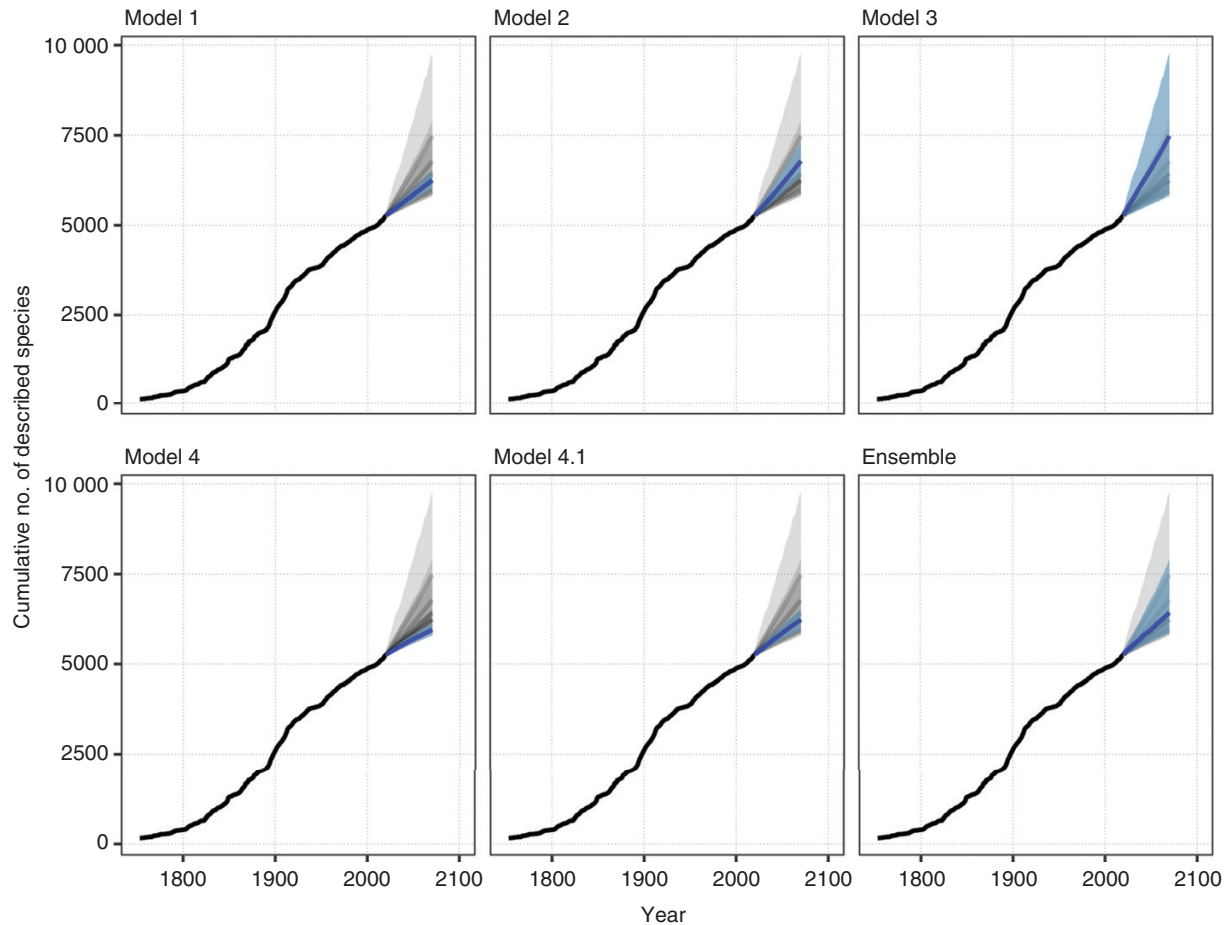 Model 1
Model 2
Model 3
10 000
7500
5000
2500
0
Model 4
Model 4.1
Ensemble
10 000
7500
5000
2500
0
Cumulative no. of described species
1800 1900 2000 2100
1800 1900 2000 2100
1800 1900 2000 2100
Year